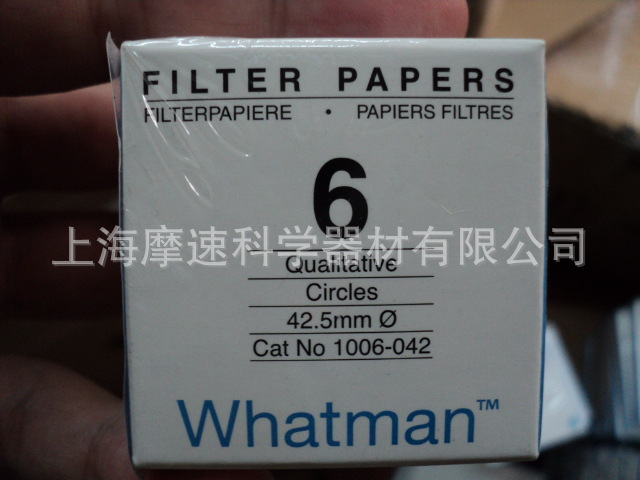 FILTER PAPERS
FILTERPAPIERE • PAPIERS FILTRES
6
上海摩速科学器材有限公司
Qualitative
Circles
42.5mm Ø
Cat No 1006-042
Whatman™